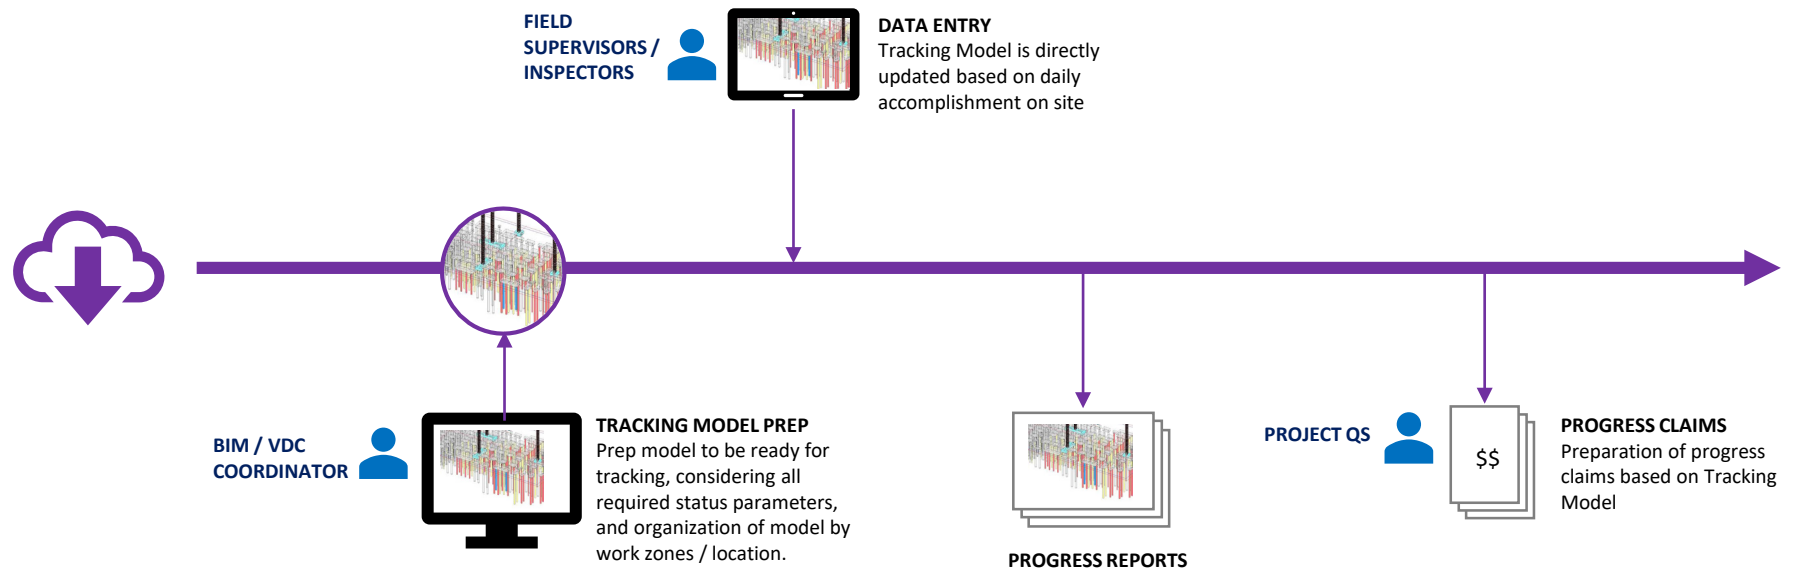 FIELD
SUPERVISORS /
INSPECTORS
DATA ENTRY
Tracking Model is directly
updated based on daily
accomplishment on site
BIM / VDC
COORDINATOR
TRACKING MODEL PREP
Prep model to be ready for
tracking, considering all
required status parameters,
and organization of model by
work zones / location.
PROGRESS REPORTS
PROJECT QS
$$
PROGRESS CLAIMS
Preparation of progress
claims based on Tracking
Model